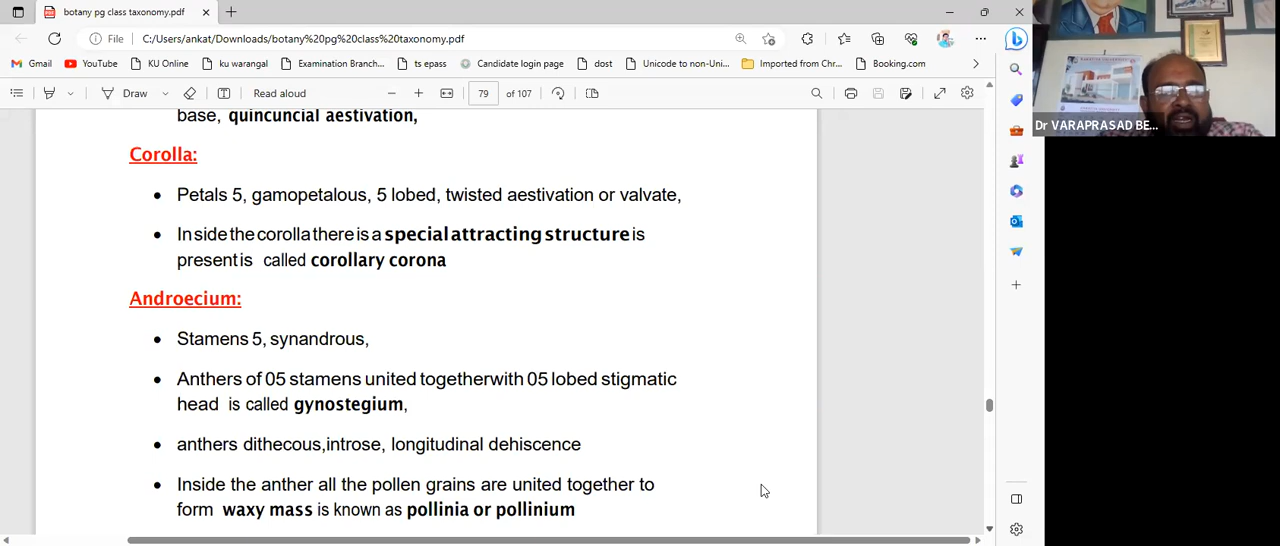 botany pg class taxonomy.pdf
File
C:/Users/ankat/Downloads/botany%20pg%20class%20taxonomy.pdf
Gmail
YouTube
KU Online
ku warangal
Examination Branch...
ts epass
Candidate login page
dost
Unicode to non-Uni...
Imported from Chr...
Booking.com
Draw
Read aloud
79 of 107
base, quincuncial aestivation,
Corolla:
• Petals 5, gamopetalous, 5 lobed, twisted aestivation or valvate,
• In side the corolla there is a special attracting structure is
present is called corollary corona
Androecium:
• Stamens 5, synandrous,
• Anthers of 05 stamens united togetherwith 05 lobed stigmatic
head is called gynostegium,
• anthers dithecous,introse, longitudinal dehiscence
• Inside the anther all the pollen grains are united together to
form waxy mass is known as pollinia or pollinium
Dr VARAPRASAD BE...